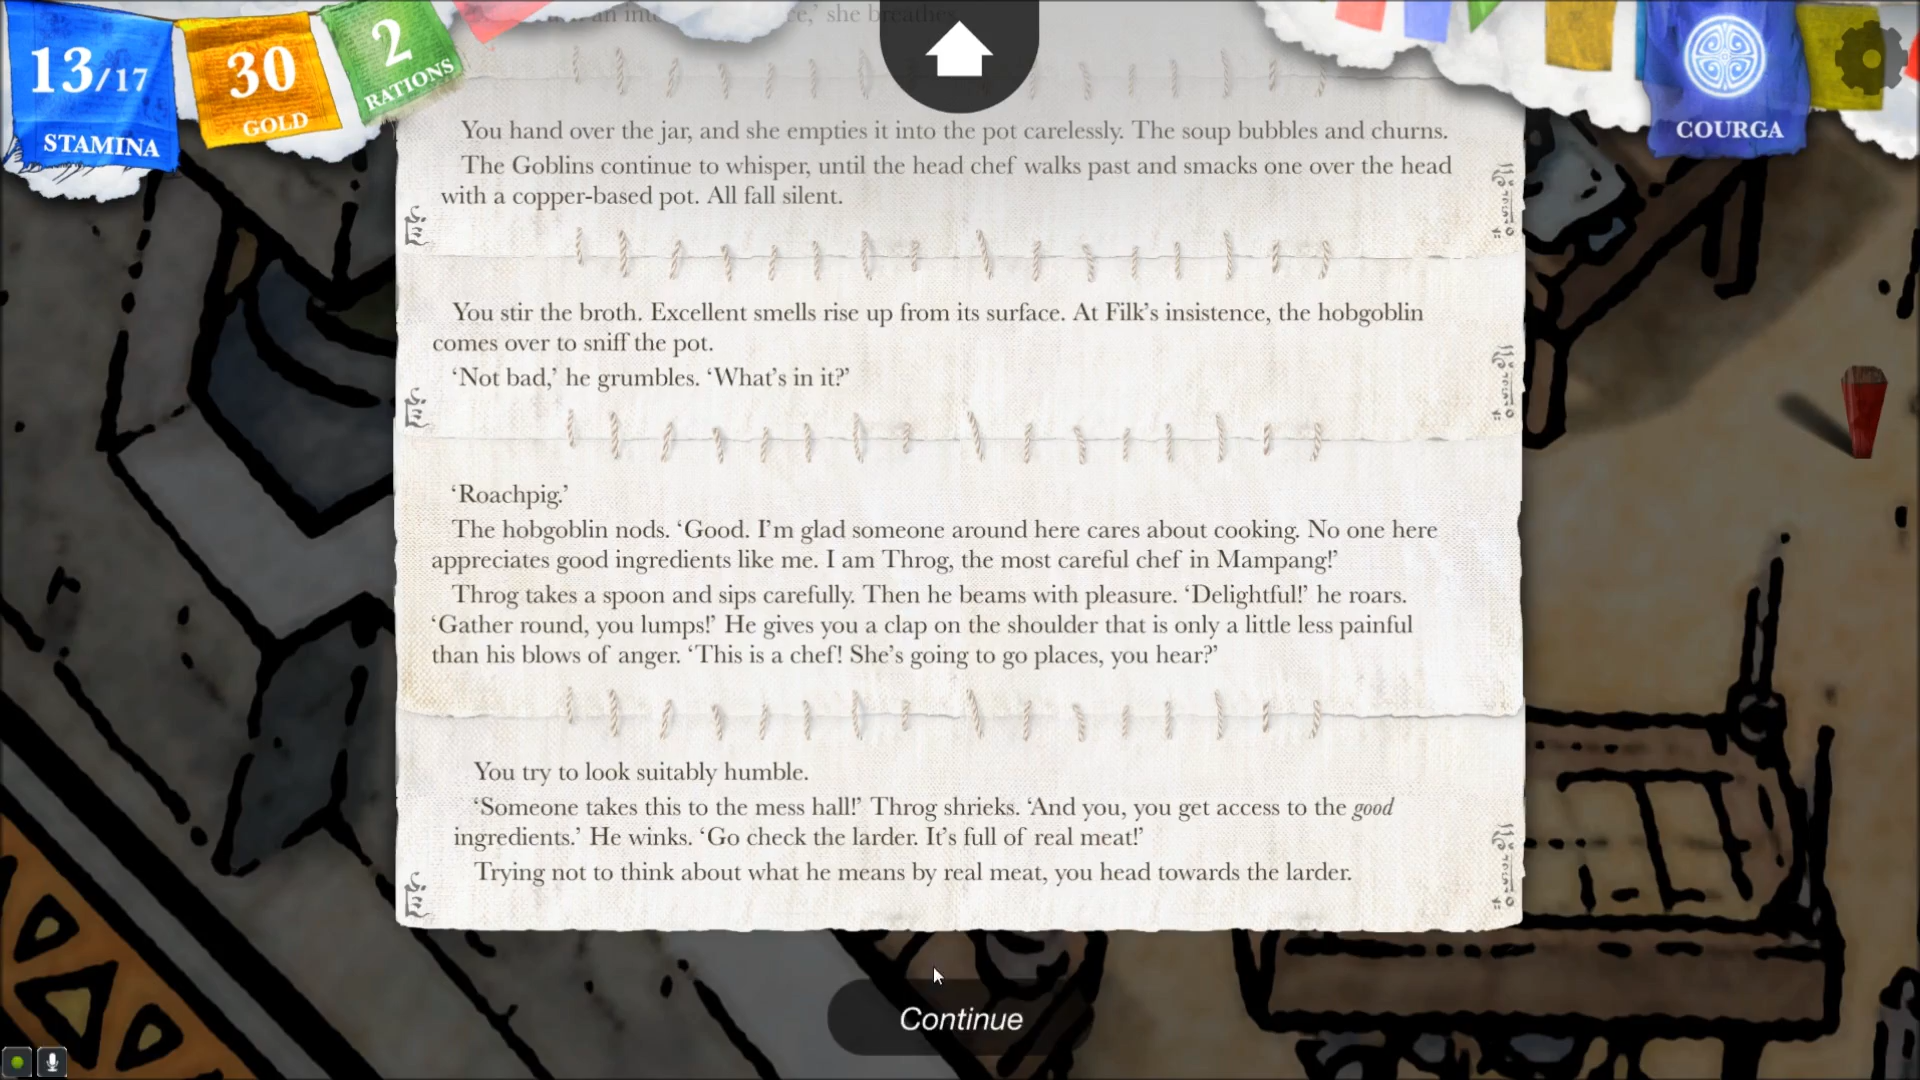 13/17
STAMINA
30
GOLD
2
RATIONS
COURGA
she breathes
You hand over the jar, and she empties it into the pot carelessly. The soup bubbles and churns.
The Goblins continue to whisper, until the head chef walks past and smacks one over the head
with a copper-based pot. All fall silent.
You stir the broth. Excellent smells rise up from its surface. At Filk’s insistence, the hobgoblin
comes over to sniff the pot.
‘Not bad,’ he grumbles. ‘What’s in it?’
‘Roachpig.’
The hobgoblin nods. ‘Good. I’m glad someone around here cares about cooking. No one here
appreciates good ingredients like me. I am Throg, the most careful chef in Mampang!’
Throg takes a spoon and sips carefully. Then he beams with pleasure. ‘Delightful!’ he roars.
‘Gather round, you lumps!’ He gives you a clap on the shoulder that is only a little less painful
than his blows of anger. ‘This is a chef! She’s going to go places, you hear?’
You try to look suitably humble.
‘Someone takes this to the mess hall!’ Throg shrieks. ‘And you, you get access to the good
ingredients.’ He winks. ‘Go check the larder. It’s full of real meat!’
Trying not to think about what he means by real meat, you head towards the larder.
Continue